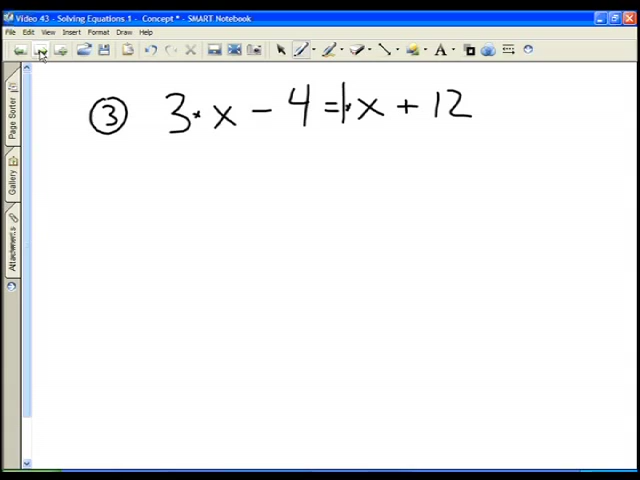 Video 43 - Solving Equations 1 - Concept * - SMART Notebook
File Edit View Insert Format Draw Help
Page Sorter
Gallery
Attachments
A
③ 3 • x - 4 = 1 • x + 12